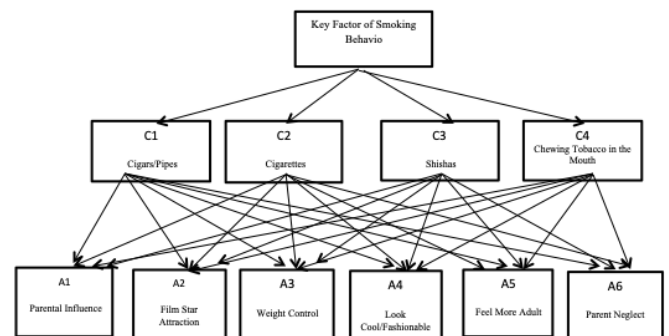 Key Factor of Smoking
Behavio
C1
Cigars/Pipes
C2
Cigarettes
C3
Shishas
C4
Chewing Tobacco in the
Mouth
A1
Parental Influence
A2
Film Star
Attraction
A3
Weight Control
A4
Look
Cool/Fashionable
A5
Feel More Adult
A6
Parent Neglect